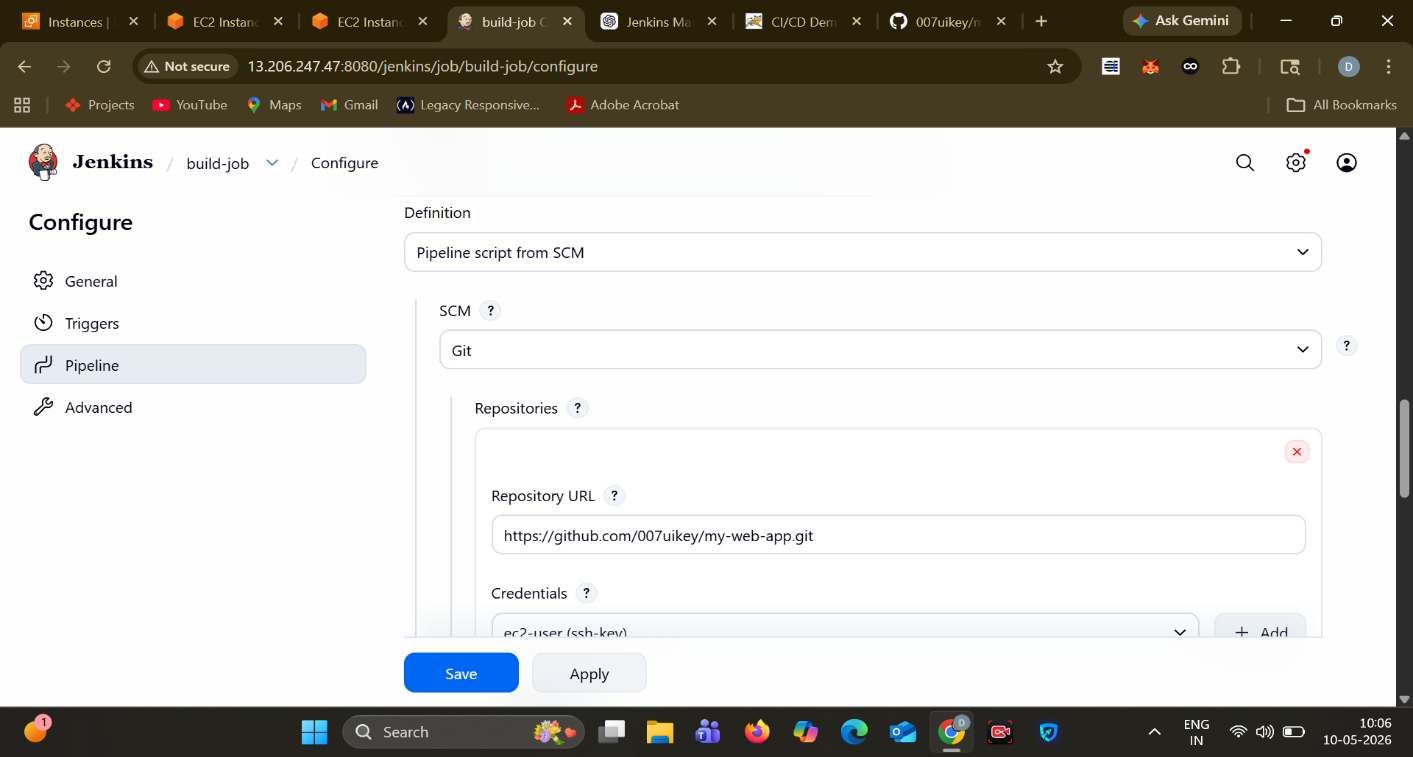 Instances |
EC2 Instanc
EC2 Instanc
build-job C
Jenkins Ma
CI/CD Dem
007uikey/m
Ask Gemini
Not secure
13.206.247.47:8080/jenkins/job/build-job/configure
D
Projects
YouTube
Maps
Gmail
Legacy Responsive...
Adobe Acrobat
All Bookmarks
Jenkins / build-job / Configure
Configure
General
Triggers
Pipeline
Advanced
Definition
Pipeline script from SCM
SCM ?
Git
?
Repositories ?
Repository URL ?
https://github.com/007uikey/my-web-app.git
Credentials ?
ec2-user (ssh-key)
+ Add
Save
Apply
1
Search
D
ENG
IN
10:06
10-05-2026